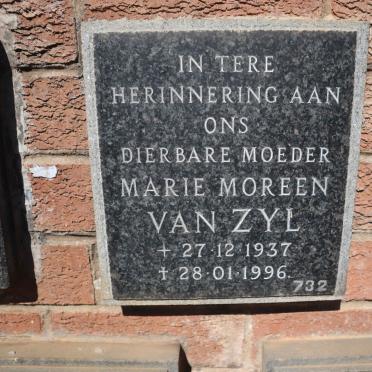 IN TERE
HERINNERING AAN
ONS
DIERBARE MOEDER
MARIE MOREEN
VAN ZYL
+ 27·12·1937
† 28·01·1996
732